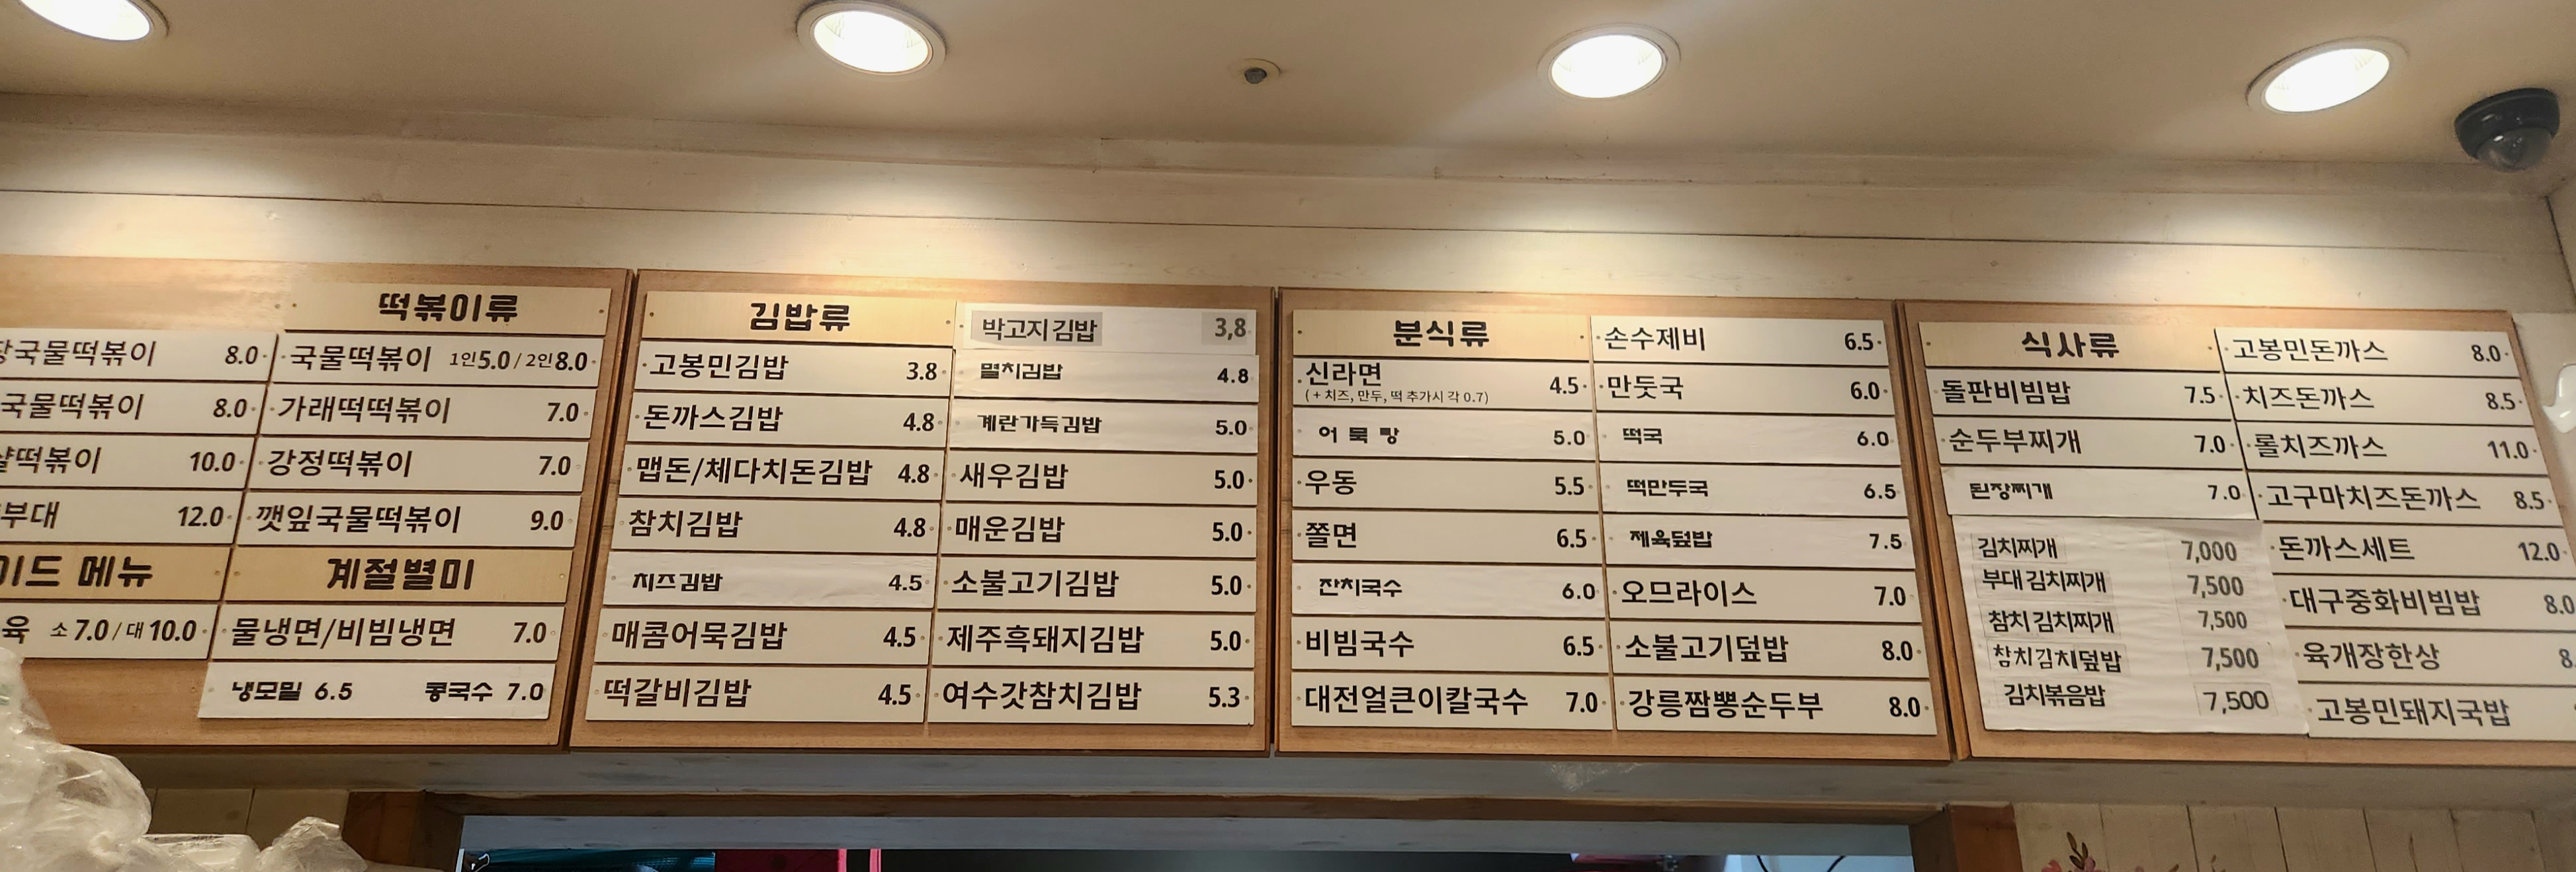 떡볶이류
국물떡볶이 8.0
국물떡볶이 8.0
떡볶이 10.0
부대 12.0
국물떡볶이 1인5.0 / 2인8.0
가래떡떡볶이 7.0
강정떡볶이 7.0
깻잎국물떡볶이 9.0
메뉴
소 7.0 / 대 10.0
계절별미
물냉면/비빔냉면 7.0
냉모밀 6.5 콩국수 7.0
김밥류
고봉민김밥 3.8
돈까스김밥 4.8
맵돈/체다치돈김밥 4.8
참치김밥 4.8
치즈김밥 4.5
매콤어묵김밥 4.5
떡갈비김밥 4.5
박고지김밥 3,8
멸치김밥 4.8
계란가득김밥 5.0
새우김밥 5.0
매운김밥 5.0
소불고기김밥 5.0
제주흑돼지김밥 5.0
여수갓참치김밥 5.3
분식류
신라면 4.5
( + 치즈, 만두, 떡 추가시 각 0.7)
어묵탕 5.0
우동 5.5
쫄면 6.5
잔치국수 6.0
비빔국수 6.5
대전얼큰이칼국수 7.0
손수제비 6.5
만둣국 6.0
떡국 6.0
떡만두국 6.5
제육덮밥 7.5
오므라이스 7.0
소불고기덮밥 8.0
강릉짬뽕순두부 8.0
식사류
돌판비빔밥 7.5
순두부찌개 7.0
된장찌개 7.0
김치찌개 7,000
부대 김치찌개 7,500
참치 김치찌개 7,500
참치김치덮밥 7,500
김치볶음밥 7,500
고봉민돈까스 8.0
치즈돈까스 8.5
롤치즈까스 11.0
고구마치즈돈까스 8.5
돈까스세트 12.0
대구중화비빔밥 8.0
육개장한상
고봉민돼지국밥